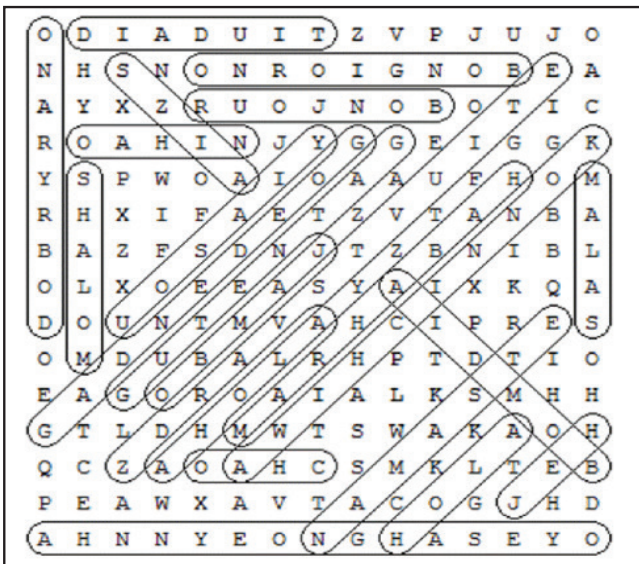 O D I A D U I T Z V P J U J O
N H S N O N R O I G N O B E A
A Y X Z R U O J N O B O T I C
R O A H I N J Y G G E I G G K
Y S P W O A I O A A U F H O M
R H X I F A E T Z V T A N B A
B A Z F S D N J T Z B N I B L
O L X O E E A S Y A I X K Q A
D O U N T M V A H C I P R E S
O M D U B A L R H P T D T I O
E A G O R O A I A L K S M H H
G T L D H M W T S W A K A O H
Q C Z A O A H C S M K L T E B
P E A W X A V T A C O G J H D
A H N N Y E O N G H A S E Y O